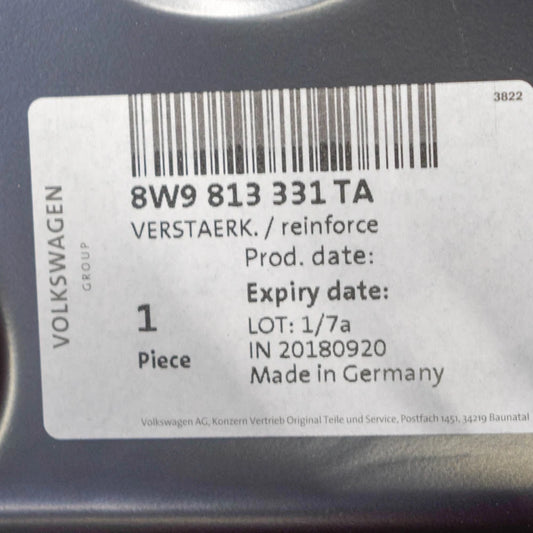 3822
8W9 813 331 TA
VERSTAERK. / reinforce
Prod. date:
Expiry date:
1
Piece
LOT: 1/7a
IN 20180920
Made in Germany
VOLKSWAGEN
GROUP
Volkswagen AG, Konzern Vertrieb Original Teile und Service, Postfach 1451, 34219 Baunatal